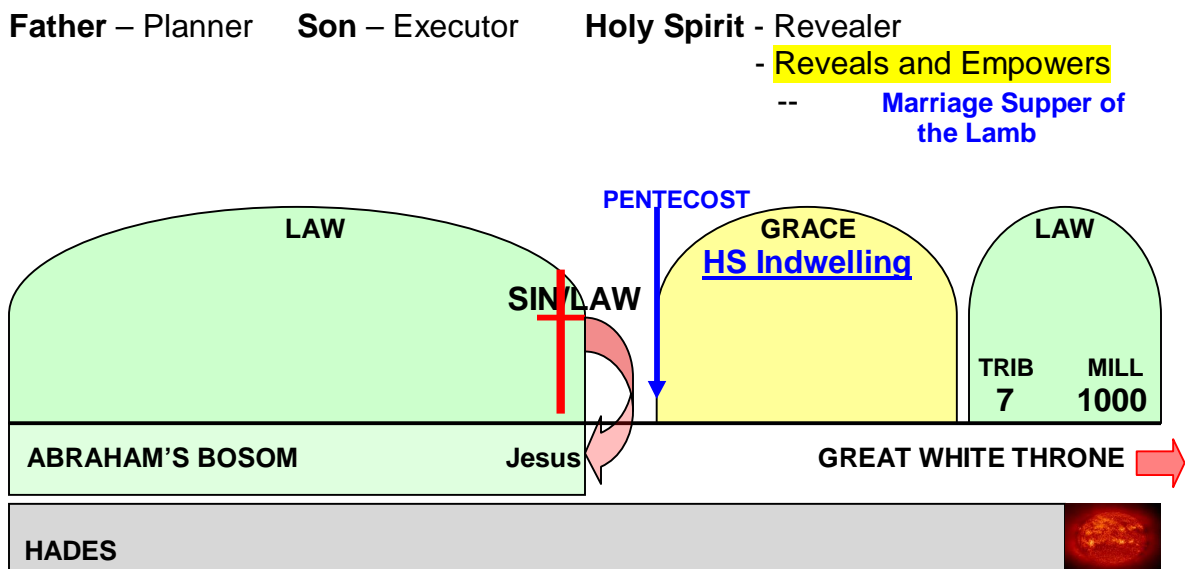 Father – Planner Son – Executor Holy Spirit - Revealer
- Reveals and Empowers
-- Marriage Supper of
the Lamb
PENTECOST
LAW
GRACE
LAW
HS Indwelling
SIN/LAW
TRIB MILL
7 1000
ABRAHAM'S BOSOM
Jesus
GREAT WHITE THRONE
HADES